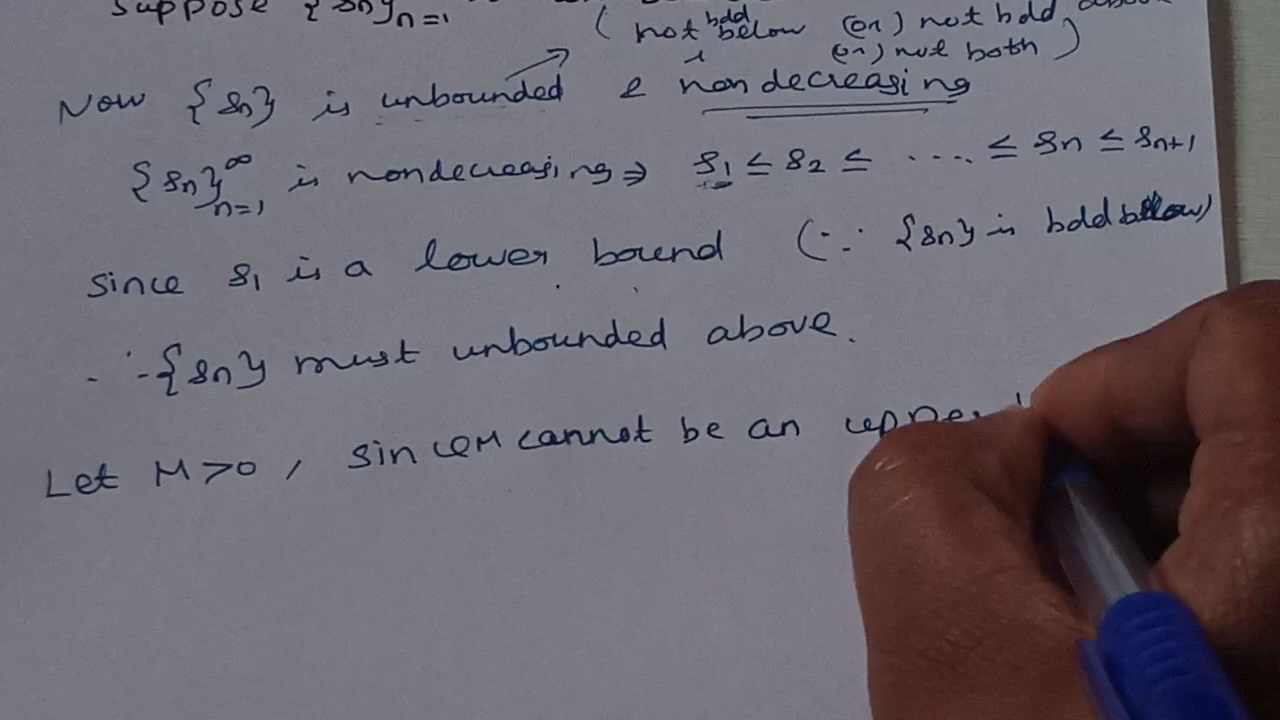 suppose {sn}n=1
(not bdd below (or) not bdd above
(or) not both)
Now {sn} is unbounded & nondecreasing
{sn}∞n=1 is nondecreasing ⇒ s1 ≤ s2 ≤ ..... ≤ sn ≤ sn+1
since s1 is a lower bound (∵ {sn} is bdd below)
∴ {sn} must unbounded above.
Let M>0, since M cannot be an upper